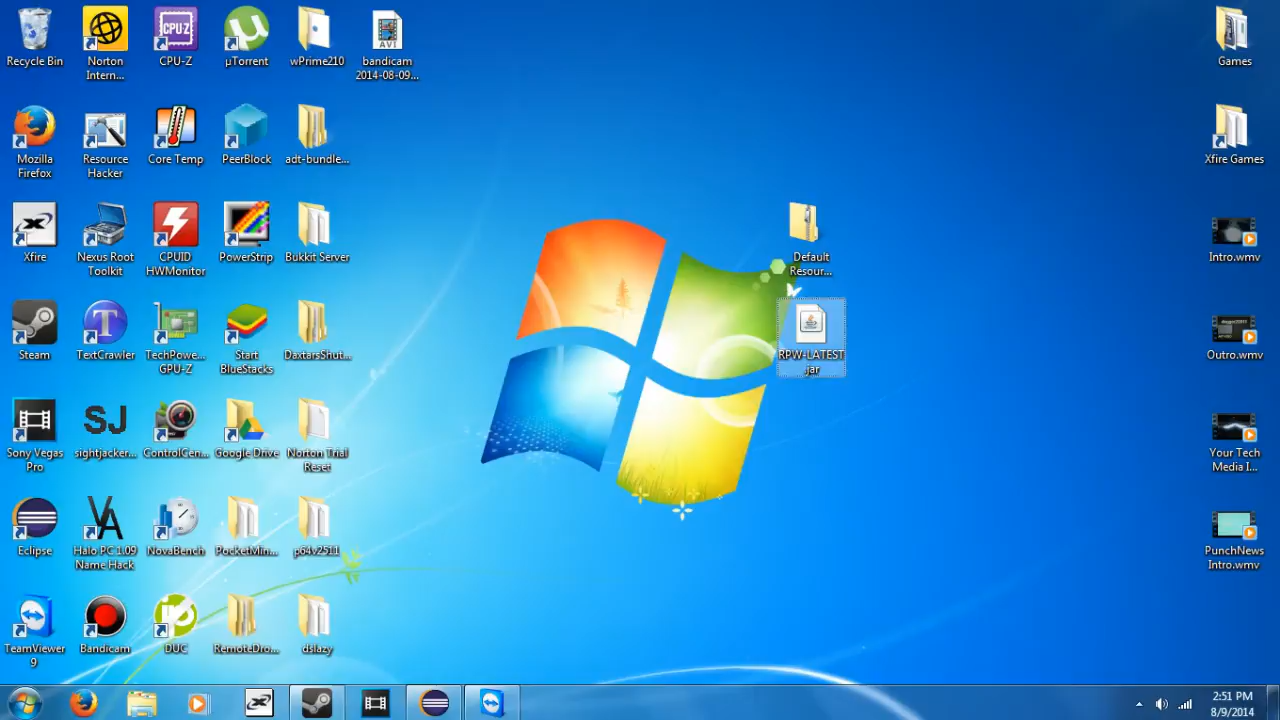 Recycle Bin
Norton
Intern...
CPU-Z
CPU-Z
µTorrent
wPrime210
AVI
bandicam
2014-08-09...
Games
Mozilla
Firefox
Resource
Hacker
Core Temp
PeerBlock
adt-bundle...
Xfire Games
Xfire
Nexus Root
Toolkit
CPUID
HWMonitor
PowerStrip
Bukkit Server
Default
Resour...
Intro.wmv
Steam
T
TextCrawler
TechPowe...
GPU-Z
Start
BlueStacks
DaxtarsShut...
RPW-LATEST
.jar
Outro.wmv
Sony Vegas
Pro
SJ
sightjacker...
ControlCen...
Google Drive
Norton Trial
Reset
Your Tech
Media I...
Eclipse
Halo PC 1.09
Name Hack
NovaBench
PocketMin...
p64v2511
PunchNews
Intro.wmv
TeamViewer
9
Bandicam
DUC
RemoteDro...
dslazy
2:51 PM
8/9/2014